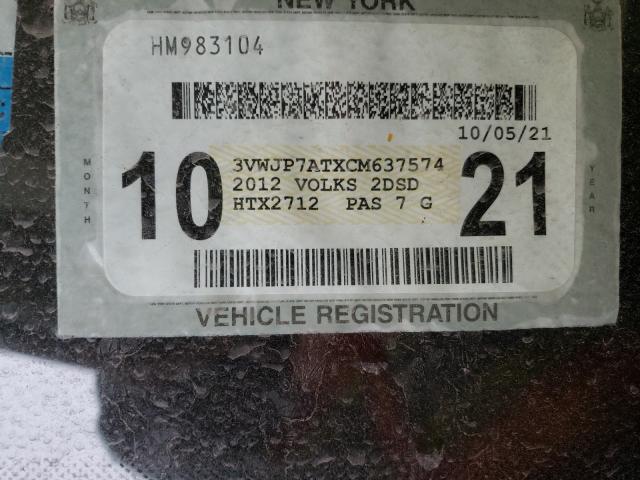 NEW YORK
HM983104
10/05/21
MONTH
10
3VWJP7ATXCM637574
2012 VOLKS 2DSD
HTX2712 PAS 7 G
21
YEAR
VEHICLE REGISTRATION